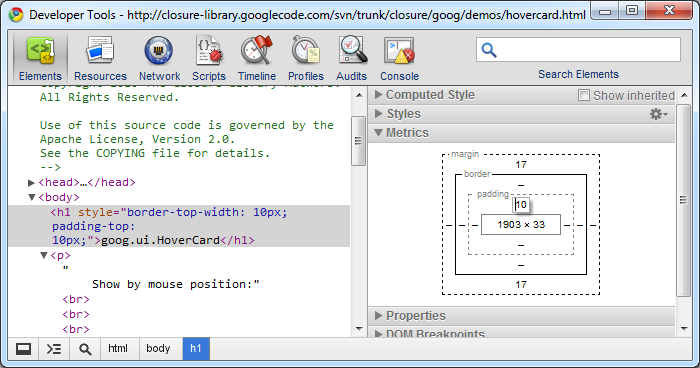 Developer Tools - http://closure-library.googlecode.com/svn/trunk/closure/goog/demos/hovercard.html
Elements Resources Network Scripts Timeline Profiles Audits Console
Search Elements
All Rights Reserved.
Use of this source code is governed by the
Apache License, Version 2.0.
See the COPYING file for details.
-->
▶<head>…</head>
▼<body>
<h1 style="border-top-width: 10px;
padding-top:
10px;">goog.ui.HoverCard</h1>
▼<p>
"
Show by mouse position:"
<br>
<br>
<br>
▶ Computed Style Show inherited
▶ Styles
▼ Metrics
margin
17
border
–
padding
10
– – 1903 × 33 – –
–
–
17
▶ Properties
▶ DOM Breakpoints
html body h1